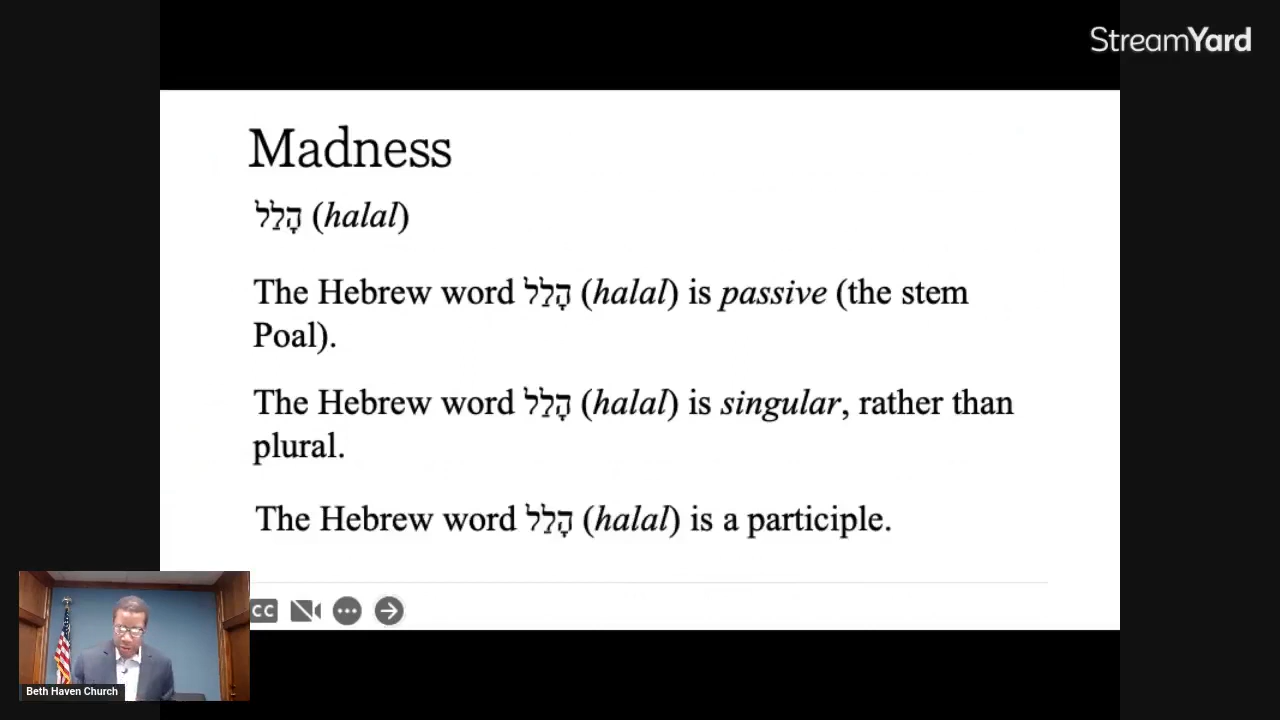 StreamYard
Madness
הָלַל (halal)
The Hebrew word הָלַל (halal) is passive (the stem
Poal).
The Hebrew word הָלַל (halal) is singular, rather than
plural.
The Hebrew word הָלַל (halal) is a participle.
CC
Beth Haven Church